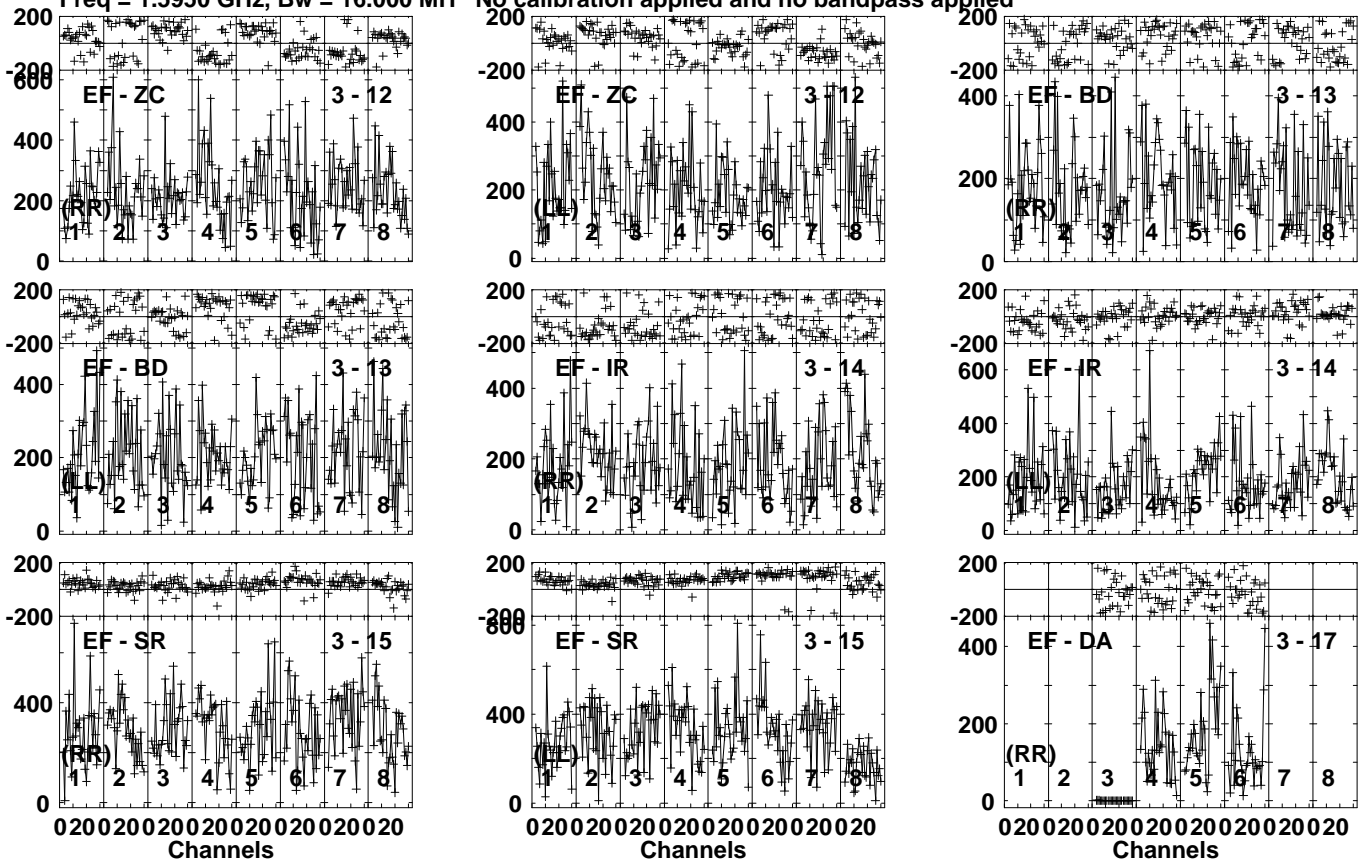 Freq = 1.5950 GHz, Bw = 16.000 MH No calibration applied and no bandpass applied
200 200 200
-200 -200
600
EF - ZC 3 - 12 EF - ZC 3 - 12 EF - BD 3 - 13
400 400 400
200 200 200
(RR) (LL) (RR)
1 2 3 4 5 6 7 8 1 2 3 4 5 6 7 8 1 2 3 4 5 6 7 8
0 0 0
200 200 200
-200 -200 -200
EF - BD 3 - 13 EF - IR 3 - 14 EF - IR 3 - 14
600
400 400 400
200 200 200
(LL) (RR) (LL)
1 2 3 4 5 6 7 8 1 2 3 4 5 6 7 8 1 2 3 4 5 6 7 8
0 0 0
200 200 200
-200 -200 -200
800
EF - SR 3 - 15 EF - SR 3 - 15 EF - DA 3 - 17
400 400 400
200
(RR) (LL) (RR)
1 2 3 4 5 6 7 8 1 2 3 4 5 6 7 8 1 2 3 4 5 6 7 8
0 0 0
0 20 0 20 0 20 0 20 0 20 0 20 0 20 0 20 0 20 0 20 0 20 0 20 0 20 0 20 0 20 0 20 0 20 0 20 0 20 0 20 0 20 0 20 0 20 0 20
Channels Channels Channels